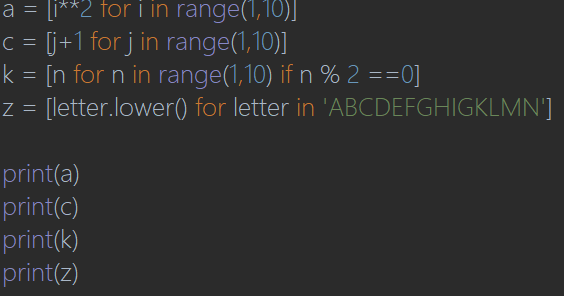 a = [i**2 for i in range(1,10)]
c = [j+1 for j in range(1,10)]
k = [n for n in range(1,10) if n % 2 ==0]
z = [letter.lower() for letter in 'ABCDEFGHIGKLMN']
print(a)
print(c)
print(k)
print(z)